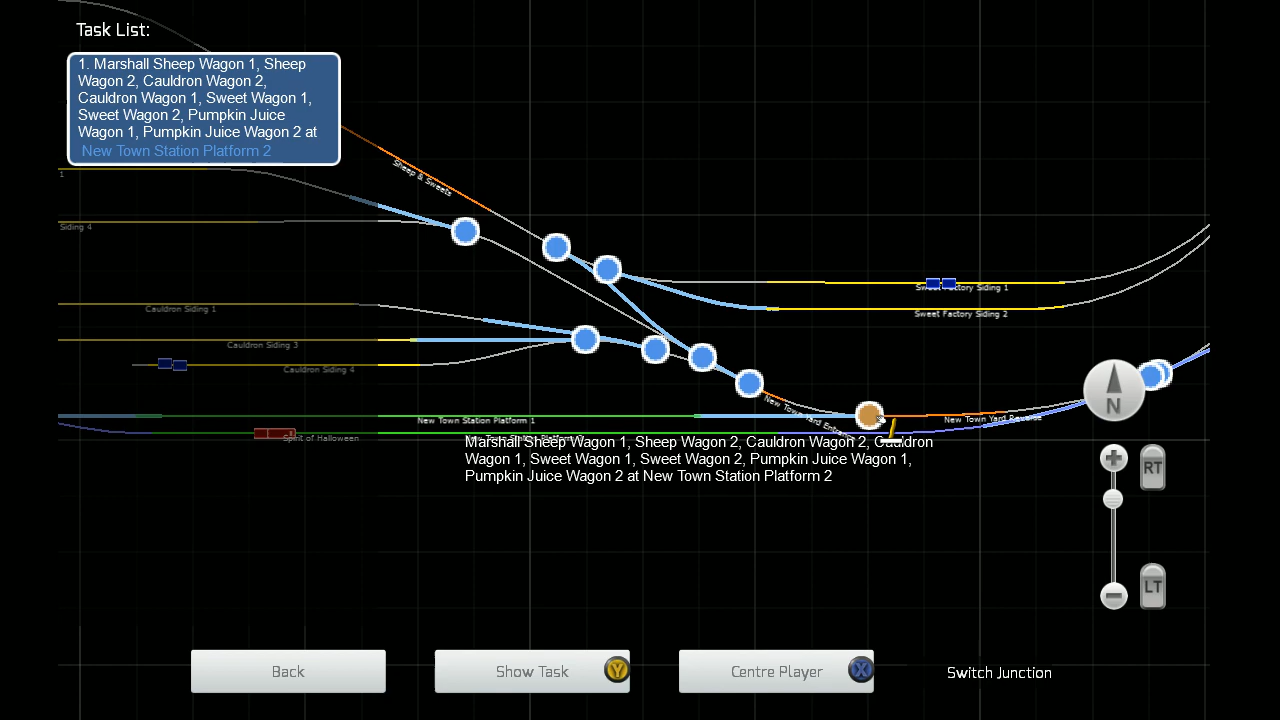 Task List:
1. Marshall Sheep Wagon 1, Sheep
Wagon 2, Cauldron Wagon 2,
Cauldron Wagon 1, Sweet Wagon 1,
Sweet Wagon 2, Pumpkin Juice
Wagon 1, Pumpkin Juice Wagon 2 at
New Town Station Platform 2
1
Sheep & Sweets
Siding 4
Sweet Factory Siding 1
Cauldron Siding 1
Sweet Factory Siding 2
Cauldron Siding 3
Cauldron Siding 4
N
New Town Yard Entrance
New Town Station Platform 1
New Town Yard Reverse
Spirit of Halloween
Marshall Sheep Wagon 1, Sheep Wagon 2, Cauldron Wagon 2, Cauldron
Wagon 1, Sweet Wagon 1, Sweet Wagon 2, Pumpkin Juice Wagon 1,
Pumpkin Juice Wagon 2 at New Town Station Platform 2
RT
LT
Back
Show Task
Y
Centre Player
X
Switch Junction